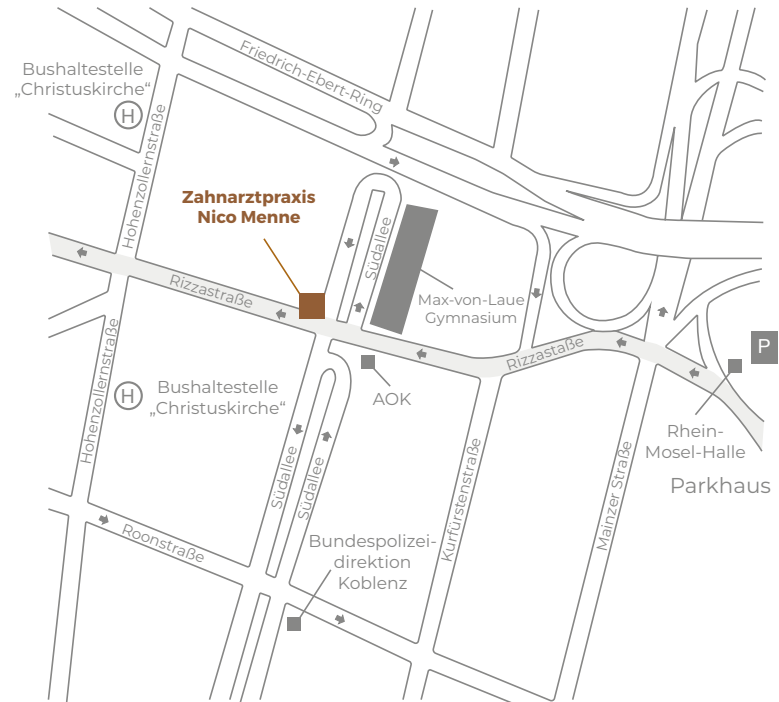 Friedrich-Ebert-Ring
Bushaltestelle
„Christuskirche“
H
Hohenzollernstraße
Zahnarztpraxis
Nico Menne
Südallee
Rizzastraße
Max-von-Laue
Gymnasium
Rizzastaße
P
Hohenzollernstraße
H
Bushaltestelle
„Christuskirche“
AOK
Rhein-
Mosel-Halle
Parkhaus
Südallee
Südallee
Kurfürstenstraße
Mainzer Straße
Roonstraße
Bundespolizei-
direktion
Koblenz